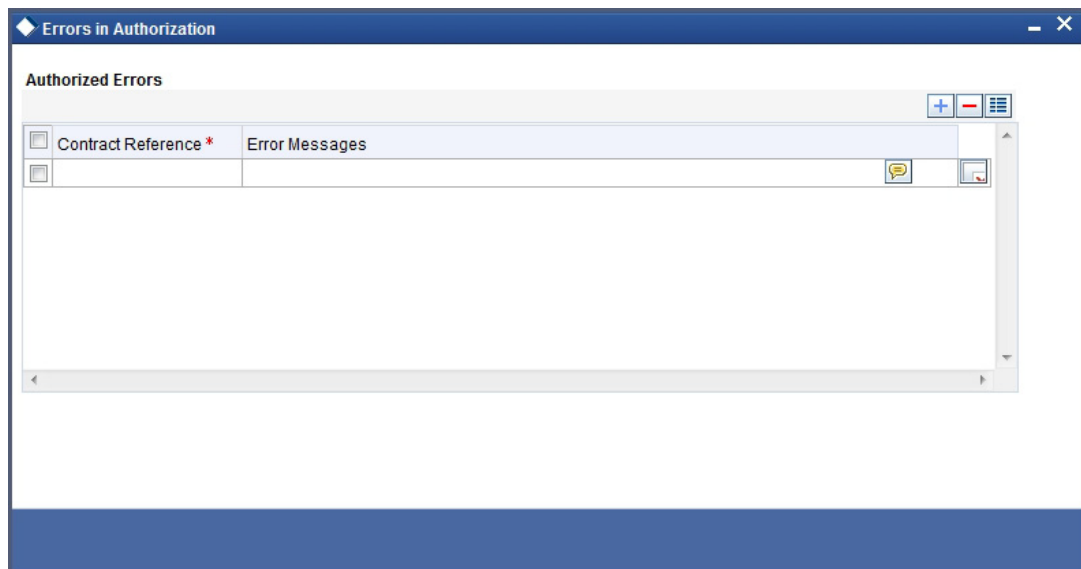 Errors in Authorization
Authorized Errors
Contract Reference * Error Messages